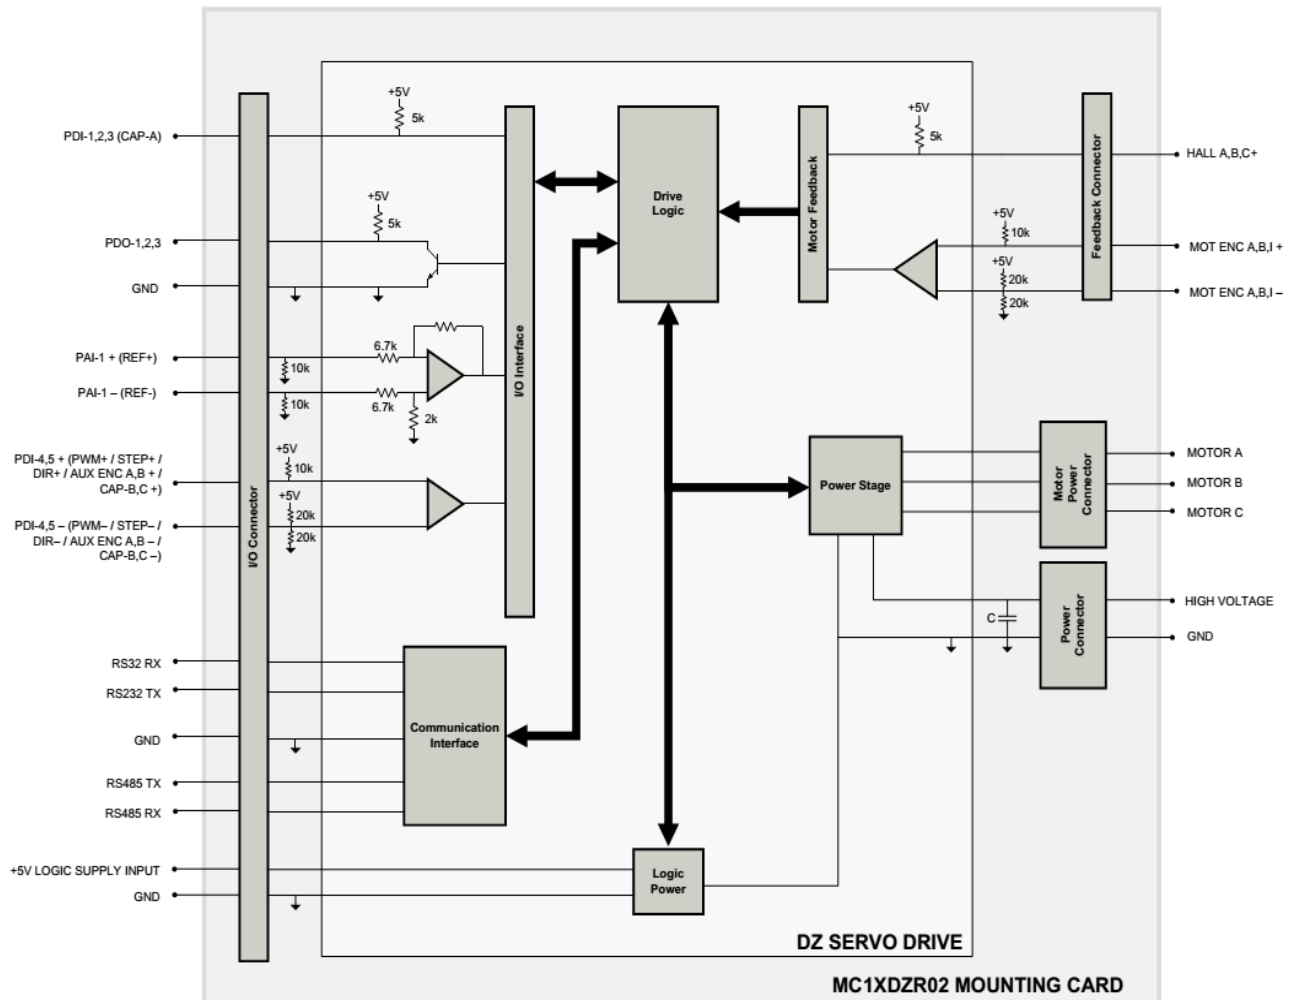 +5V
5k
PDI-1,2,3 (CAP-A)
+5V
5k
PDO-1,2,3
GND
PAI-1 + (REF+)
10k
6.7k
PAI-1 – (REF-)
10k
6.7k
2k
PDI-4,5 + (PWM+ / STEP+ /
DIR+ / AUX ENC A,B + /
CAP-B,C +)
+5V
10k
+5V
20k
20k
PDI-4,5 – (PWM– / STEP– /
DIR– / AUX ENC A,B – /
CAP-B,C –)
I/O Connector
I/O Interface
Drive
Logic
Motor Feedback
+5V
5k
Feedback Connector
HALL A,B,C+
+5V
10k
MOT ENC A,B,I +
+5V
20k
20k
MOT ENC A,B,I –
Power Stage
Motor
Power
Connector
MOTOR A
MOTOR B
MOTOR C
C
Power
Connector
HIGH VOLTAGE
GND
RS32 RX
RS232 TX
GND
RS485 TX
RS485 RX
Communication
Interface
+5V LOGIC SUPPLY INPUT
GND
Logic
Power
DZ SERVO DRIVE
MC1XDZR02 MOUNTING CARD